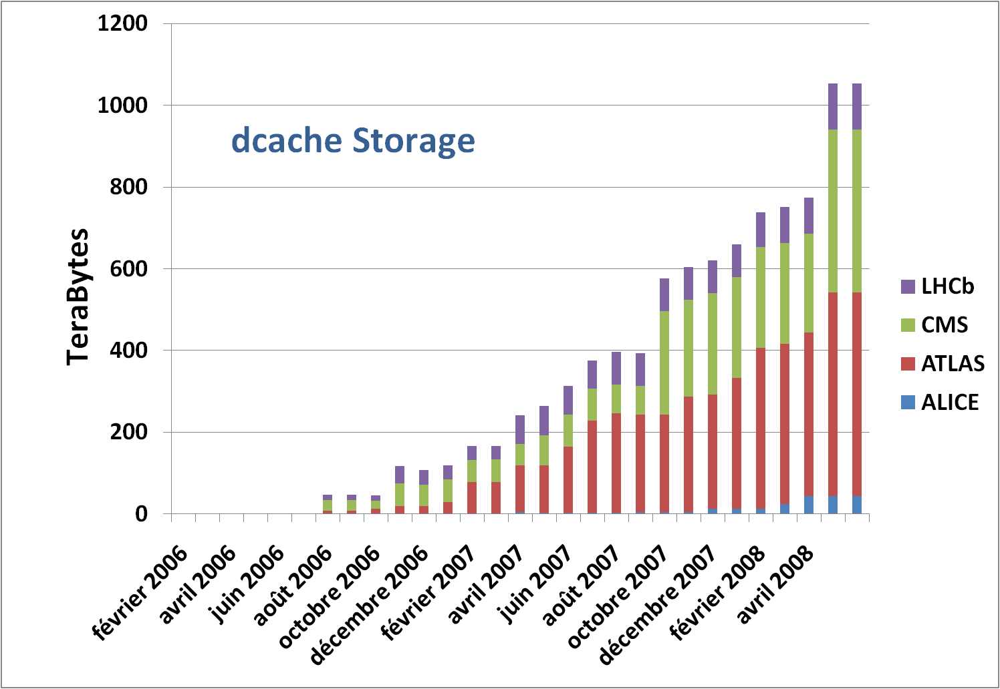 dcache Storage
TeraBytes
1200
1000
800
600
400
200
0
février 2006
avril 2006
juin 2006
août 2006
octobre 2006
décembre 2006
février 2007
avril 2007
juin 2007
août 2007
octobre 2007
décembre 2007
février 2008
avril 2008
LHCb
CMS
ATLAS
ALICE